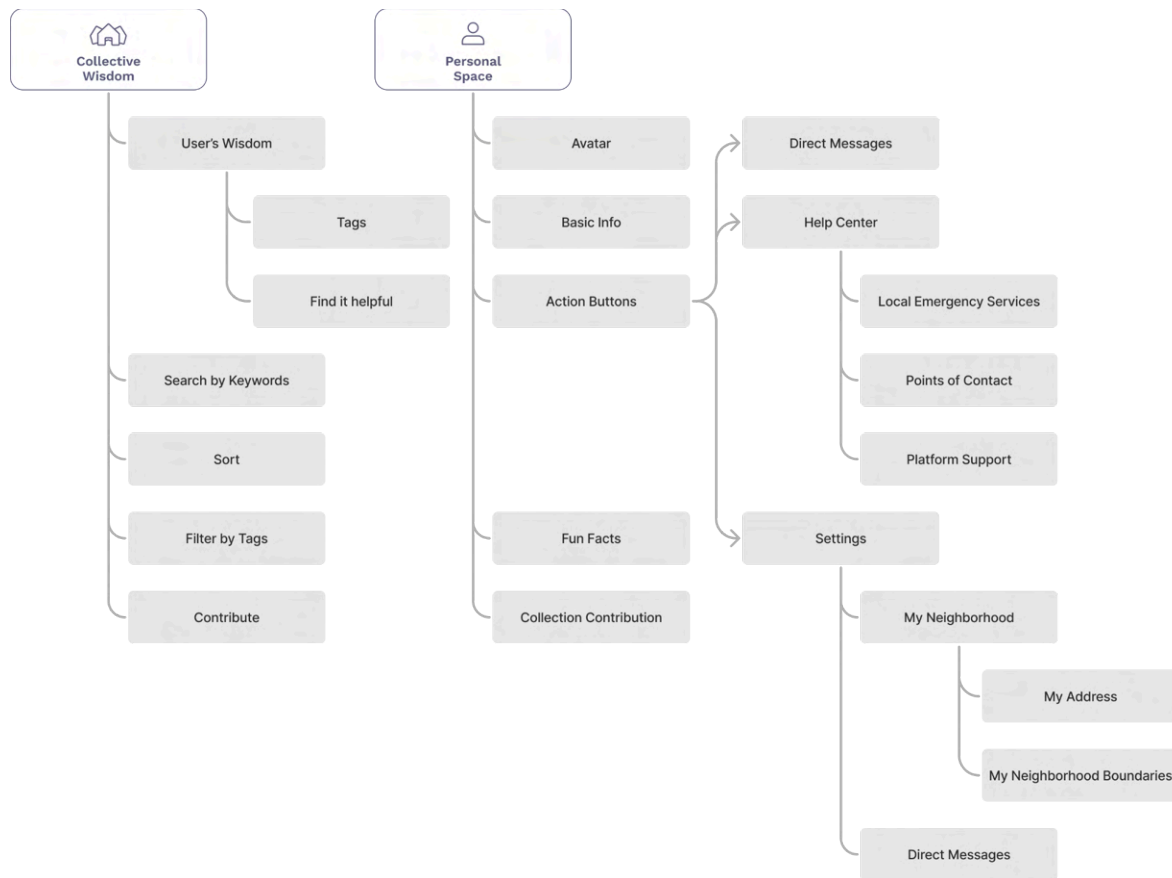 Collective
Wisdom
User's Wisdom
Tags
Find it helpful
Search by Keywords
Sort
Filter by Tags
Contribute
Personal
Space
Avatar
Basic Info
Action Buttons
Fun Facts
Collection Contribution
Direct Messages
Help Center
Local Emergency Services
Points of Contact
Platform Support
Settings
My Neighborhood
My Address
My Neighborhood Boundaries
Direct Messages